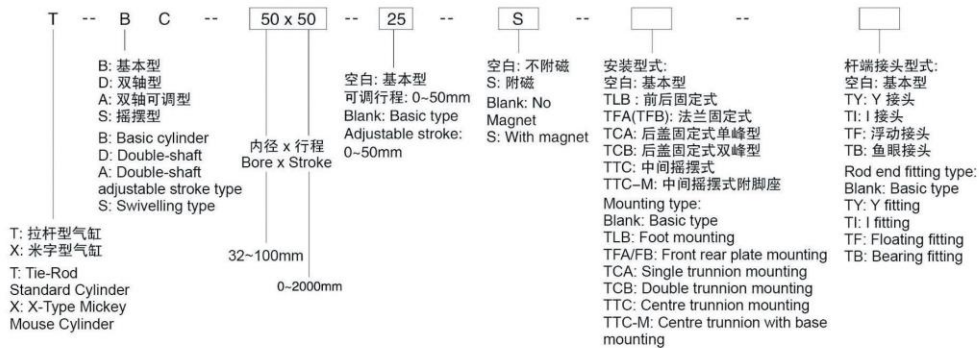 T -- B C -- 50 x 50 -- 25 -- S -- --
B: 基本型
D: 双轴型
A: 双轴可调型
S: 摇摆型
B: Basic cylinder
D: Double-shaft
A: Double-shaft
adjustable stroke type
S: Swivelling type
T: 拉杆型气缸
X: 米字型气缸
T: Tie-Rod
Standard Cylinder
X: X-Type Mickey
Mouse Cylinder
内径 x 行程
Bore x Stroke
32~100mm
0~2000mm
空白: 基本型
可调行程: 0~50mm
Blank: Basic type
Adjustable stroke:
0~50mm
空白: 不附磁
S: 附磁
Blank: No
Magnet
S: With magnet
安装型式:
空白: 基本型
TLB : 前后固定式
TFA(TFB): 法兰固定式
TCA: 后盖固定式单峰型
TCB: 后盖固定式双峰型
TTC: 中间摇摆式
TTC-M: 中间摇摆式附脚座
Mounting type:
Blank: Basic type
TLB: Foot mounting
TFA/FB: Front rear plate mounting
TCA: Single trunnion mounting
TCB: Double trunnion mounting
TTC: Centre trunnion mounting
TTC-M: Centre trunnion with base
mounting
杆端接头型式:
空白: 基本型
TY: Y 接头
TI: I 接头
TF: 浮动接头
TB: 鱼眼接头
Rod end fitting type:
Blank: Basic type
TY: Y fitting
TI: I fitting
TF: Floating fitting
TB: Bearing fitting